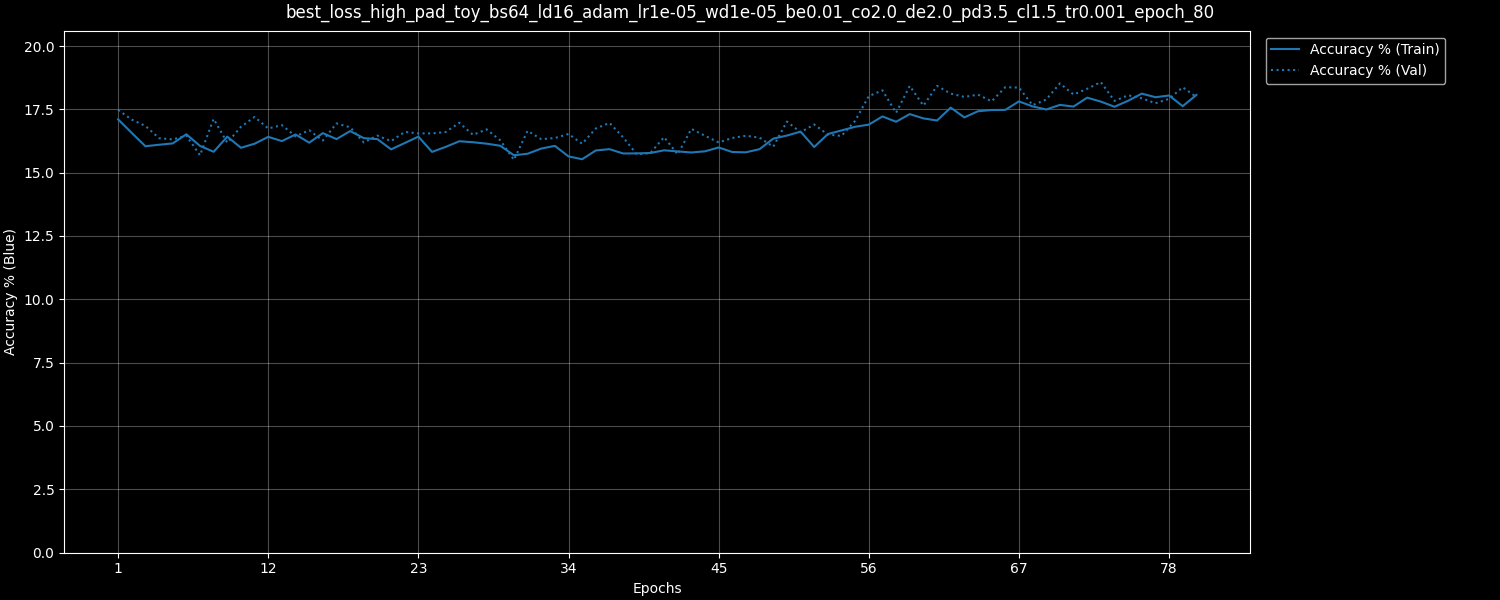 best_loss_high_pad_toy_bs64_ld16_adam_lr1e-05_wd1e-05_be0.01_co2.0_de2.0_pd3.5_cl1.5_tr0.001_epoch_80
Accuracy % (Train)
Accuracy % (Val)
Accuracy % (Blue)
20.0
17.5
15.0
12.5
10.0
7.5
5.0
2.5
0.0
1 12 23 34 45 56 67 78
Epochs